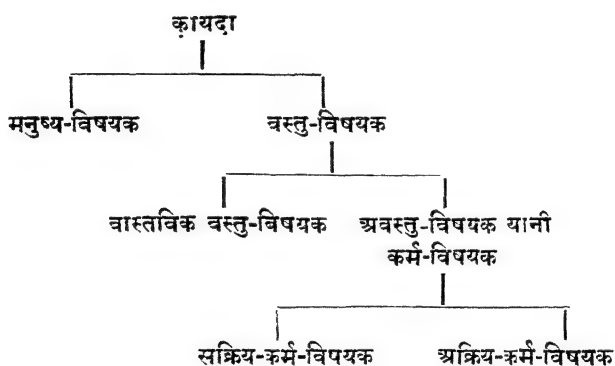 क़ायदा
मनुष्य-विषयक वस्तु-विषयक
वास्तविक वस्तु-विषयक अवस्तु-विषयक यानी
कर्म-विषयक
सक्रिय-कर्म-विषयक अक्रिय-कर्म-विषयक